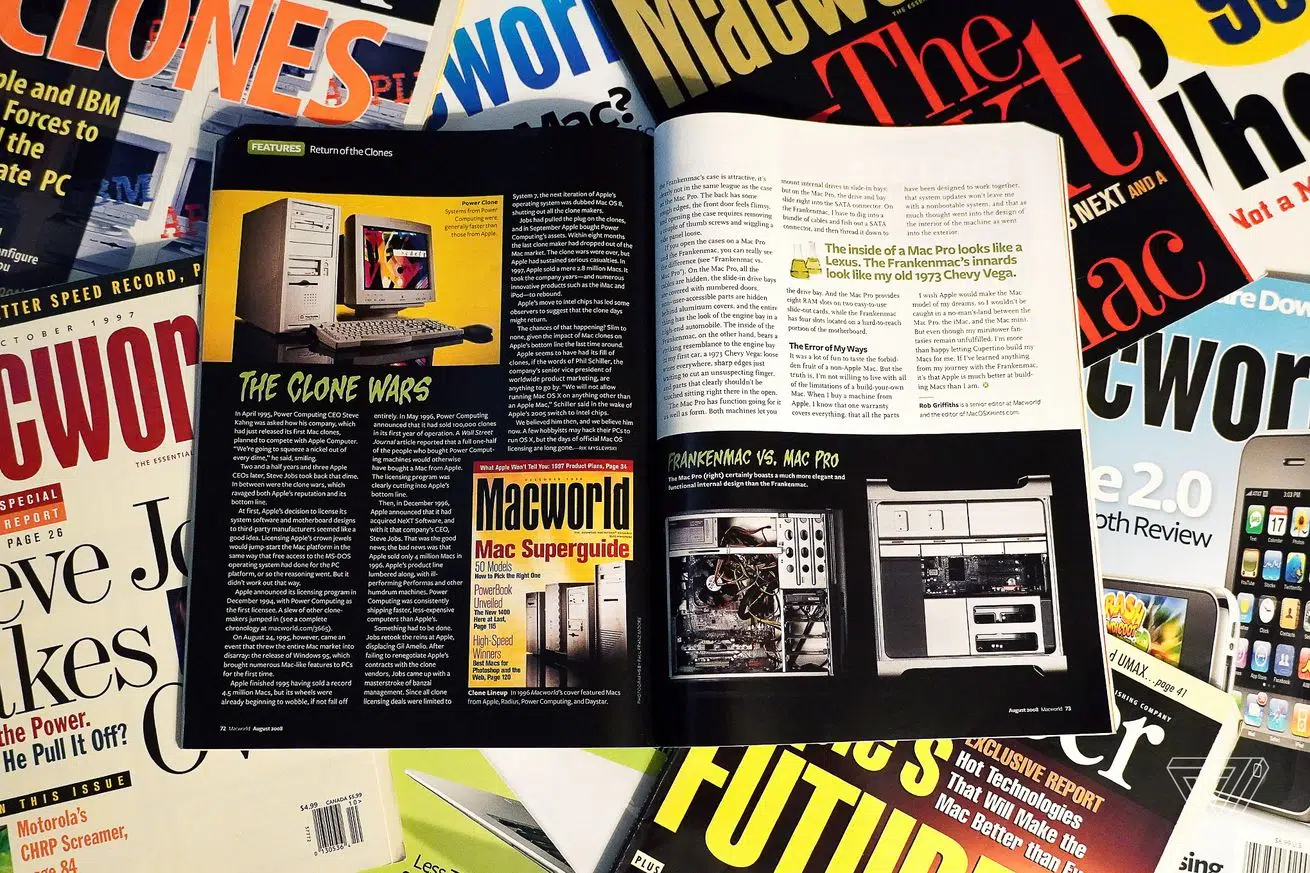 CLONES
ple and IBM
Forces to
d the
ate PC
onfigure
ou
cwor
Mac?
Macwo
The
xt
NEXT AND A
Mac
Who
Not a M
FEATURES Return of the Clones
Power Clone
Systems from Power
Computing were
generally faster than
those from Apple.
THE CLONE WARS
In April 1995, Power Computing CEO Steve
Kahng was asked how his company, which
had just released its first Mac clones,
planned to compete with Apple Computer.
"We're going to squeeze a nickel out of
every dime," he said, smiling.
Two and a half years and three Apple
CEOs later, Steve Jobs took back that dime.
In between were the clone wars, which
ravaged both Apple's reputation and its
bottom line.
At first, Apple's decision to license its
system software and motherboard designs
to third-party manufacturers seemed like a
good idea. Licensing Apple's crown jewels
would jump-start the Mac platform in the
same way that free access to the MS-DOS
operating system had done for the PC
platform, or so the reasoning went. But it
didn't work out that way.
Apple announced its licensing program in
December 1994, with Power Computing as
the first licensee. A slew of other clone-
makers jumped in (see a complete
chronology at macworld.com/3665).
On August 24, 1995, however, came an
event that threw the entire Mac market into
disarray: the release of Windows 95, which
brought numerous Mac-like features to PCs
for the first time.
Apple finished 1995 having sold a record
4.5 million Macs, but its wheels were
already beginning to wobble, if not fall off
entirely. In May 1996, Power Computing
announced that it had sold 100,000 clones
in its first year of operation. A Wall Street
Journal article reported that a full one-half
of the people who bought Power Comput-
ing machines would otherwise
have bought a Mac from Apple.
The licensing program was
clearly cutting into Apple's
bottom line.
Then, in December 1996,
Apple announced that it had
acquired NeXT Software, and
with it that company's CEO,
Steve Jobs. That was the good
news; the bad news was that
Apple sold only 4 million Macs in
1996. Apple's product line
lumbered along, with ill-
performing Performas and other
humdrum machines. Power
Computing was consistently
shipping faster, less-expensive
computers than Apple's.
Something had to be done.
Jobs retook the reins at Apple,
displacing Gil Amelio. After
failing to renegotiate Apple's
contracts with the clone
vendors, Jobs came up with a
masterstroke of banzai
management. Since all clone
licensing deals were limited to
System 7, the next iteration of Apple's
operating system was dubbed Mac OS 8,
shutting out all the clone makers.
Jobs had pulled the plug on the clones,
and in September Apple bought Power
Computing's assets. Within eight months
the last clone maker had dropped out of the
Mac market. The clone wars were over, but
Apple had sustained serious casualties. In
1997, Apple sold a mere 2.8 million Macs. It
took the company years—and numerous
innovative products such as the iMac and
iPod—to rebound.
Apple's move to Intel chips has led some
observers to suggest that the clone days
might return.
The chances of that happening? Slim to
none, given the impact of Mac clones on
Apple's bottom line the last time around.
Apple seems to have had its fill of
clones, if the words of Phil Schiller, the
company's senior vice president of
worldwide product marketing, are
anything to go by. "We will not allow
running Mac OS X on anything other than
an Apple Mac," Schiller said in the wake of
Apple's 2005 switch to Intel chips.
We believed him then, and we believe him
now. A few hobbyists may hack their PCs to
run OS X, but the days of official Mac OS
licensing are long gone.—RIK MYSLEWSKI
What Apple Won't Tell You: 1997 Product Plans, Page 34
Macworld
Mac Superguide
50 Models
How to Pick the Right One
PowerBook
Unveiled
The New 1400
Here at Last,
Page 115
High-Speed
Winners
Best Macs for
Photoshop and the
Web, Page 120
Clone Lineup In 1996 Macworld's cover featured Macs
from Apple, Radius, Power Computing, and Daystar.
72 Macworld August 2008
the Frankenmac's case is attractive, it's
not in the same league as the case
the Mac Pro. The back has some
edges, the front door feels flimsy,
opening the case requires removing
couple of thumb screws and wiggling a
panel loose.
If you open the cases on a Mac Pro
and the Frankenmac, you can really see
the difference (see "Frankenmac vs.
Mac Pro"). On the Mac Pro, all the
cables are hidden, the slide-in drive bays
covered with numbered doors,
user-accessible parts are hidden
behind aluminum covers, and the entire
thing has the look of the engine bay in a
automobile. The inside of the
Frankenmac, on the other hand, bears a
striking resemblance to the engine bay
my first car, a 1973 Chevy Vega: loose
everywhere, sharp edges just
waiting to cut an unsuspecting finger,
and parts that clearly shouldn't be
touched sitting right there in the open.
The Mac Pro has function going for it
as well as form. Both machines let you
mount internal drives in slide-in bays;
but on the Mac Pro, the drive and bay
slide right into the SATA connector. On
the Frankenmac, I have to dig into a
bundle of cables and fish out a SATA
connector, and then thread it down to
The inside of a Mac Pro looks like a
Lexus. The Frankenmac's innards
look like my old 1973 Chevy Vega.
the drive bay. And the Mac Pro provides
eight RAM slots on two easy-to-use
slide-out cards, while the Frankenmac
has four slots located on a hard-to-reach
portion of the motherboard.
The Error of My Ways
It was a lot of fun to taste the forbid-
den fruit of a non-Apple Mac. But the
truth is, I'm not willing to live with all
of the limitations of a build-your-own
Mac. When I buy a machine from
Apple, I know that one warranty
covers everything, that all the parts
have been designed to work together,
that system updates won't leave me
with a nonbootable system, and that as
much thought went into the design of
the interior of the machine as went
into the exterior.
I wish Apple would make the Mac
model of my dreams, so I wouldn't be
caught in a no-man's-land between the
Mac Pro, the iMac, and the Mac mini.
But even though my minitower fan-
tasies remain unfulfilled, I'm more
than happy letting Cupertino build my
Macs for me. If I've learned anything
from my journey with the Frankenmac,
it's that Apple is much better at build-
ing Macs than I am.
Rob Griffiths is a senior editor at Macworld
and the editor of MacOSXHints.com.
FRANKENMAC VS. MAC PRO
The Mac Pro (right) certainly boasts a much more elegant and
functional internal design than the Frankenmac.
August 2008 Macworld 73
TTER SPEED RECORD, P
CTOBER 1997
cwor
THE ESSENTIAL
SPECIAL
REPORT
PAGE 26
eve Jo
akes
the Power.
He Pull It Off?
N THIS ISSUE
Motorola's
CHRP Screamer,
ge 84
$4.99 CANADA $5.99
Less
re Dow
cwor
e 2.0
oth Review
AT&T
3:03 PM
17
CRASH
d UMAX...page 41
SHING COMPANY
er
e's
FUTUR
EXCLUSIVE REPORT
Hot Technologies
That Will Make the
Mac Better than E
PLUS
sing